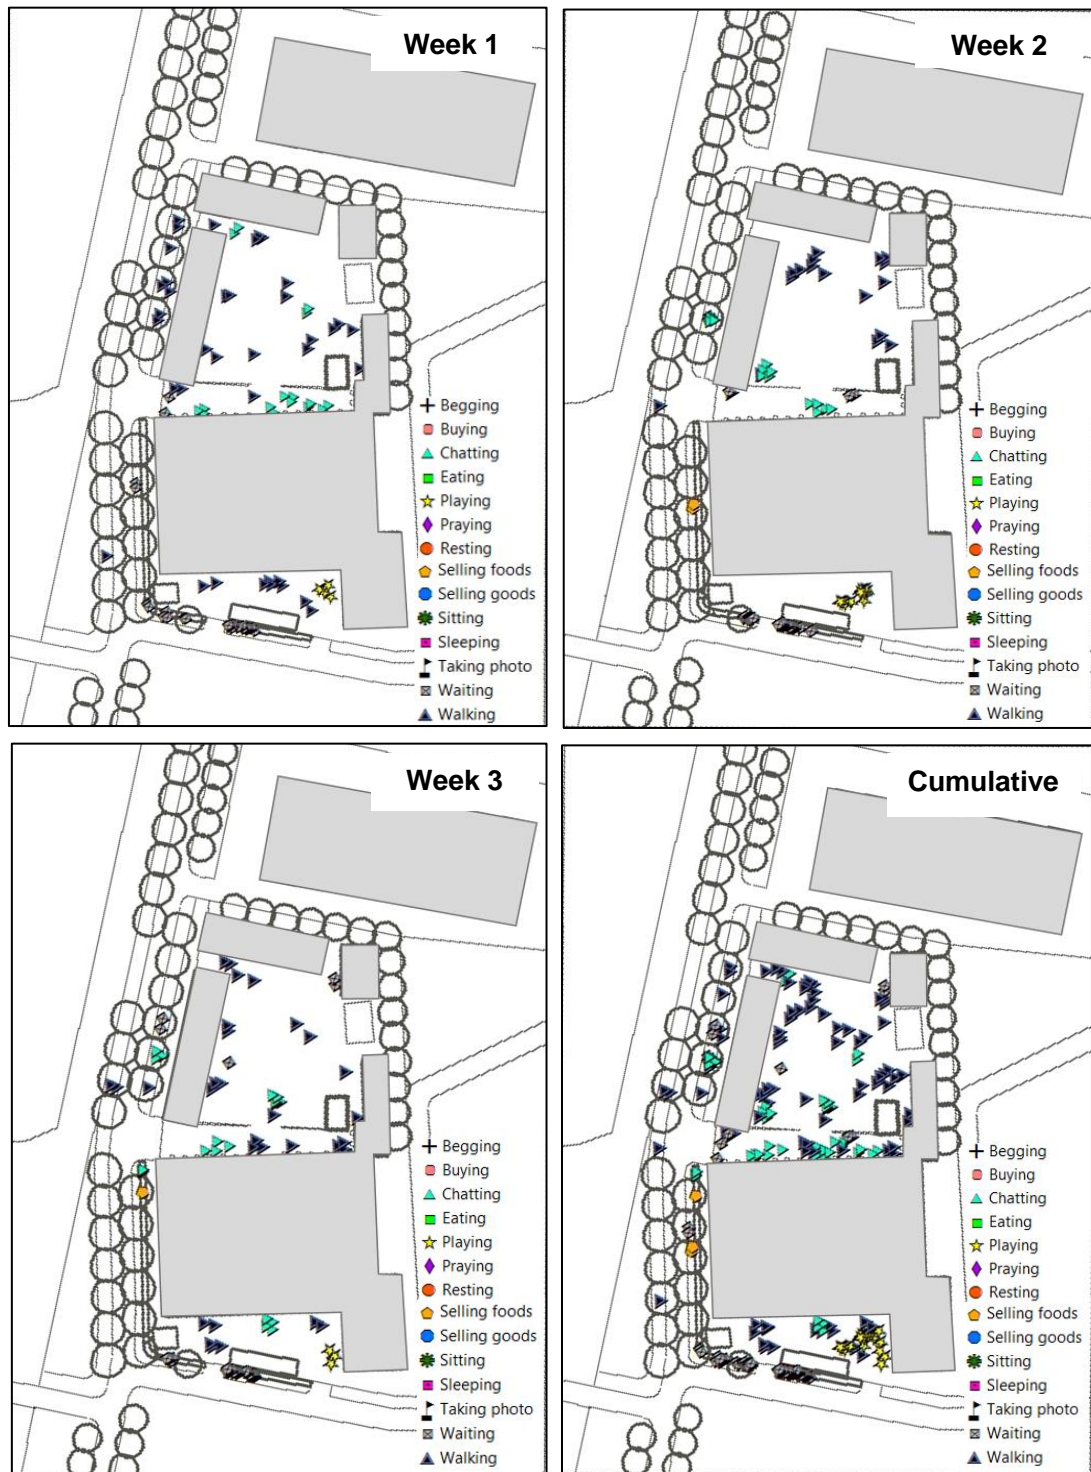 Week 1
Begging
Buying
Chatting
Eating
Playing
Praying
Resting
Selling foods
Selling goods
Sitting
Sleeping
Taking photo
Waiting
Walking
Week 2
Begging
Buying
Chatting
Eating
Playing
Praying
Resting
Selling foods
Selling goods
Sitting
Sleeping
Taking photo
Waiting
Walking
Week 3
Begging
Buying
Chatting
Eating
Playing
Praying
Resting
Selling foods
Selling goods
Sitting
Sleeping
Taking photo
Waiting
Walking
Cumulative
Begging
Buying
Chatting
Eating
Playing
Praying
Resting
Selling foods
Selling goods
Sitting
Sleeping
Taking photo
Waiting
Walking